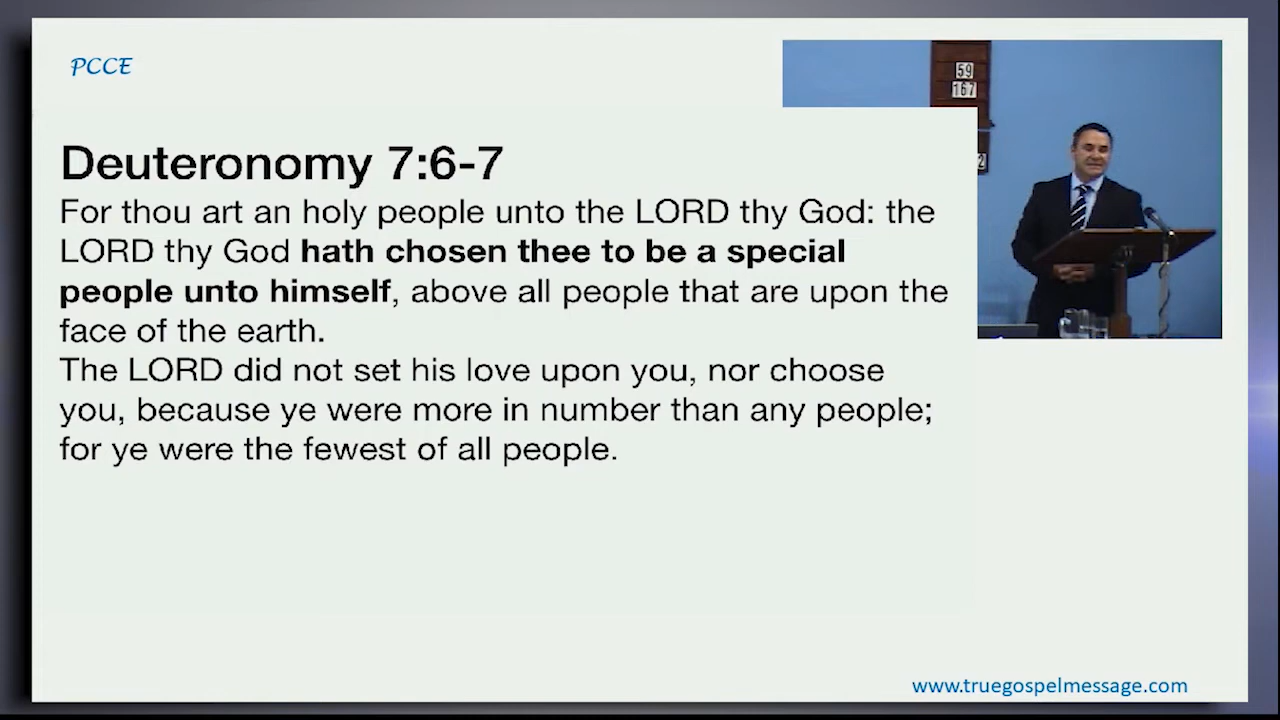 PCCE
59
167
2
Deuteronomy 7:6-7
For thou art an holy people unto the LORD thy God: the
LORD thy God hath chosen thee to be a special
people unto himself, above all people that are upon the
face of the earth.
The LORD did not set his love upon you, nor choose
you, because ye were more in number than any people;
for ye were the fewest of all people.
www.truegospelmessage.com